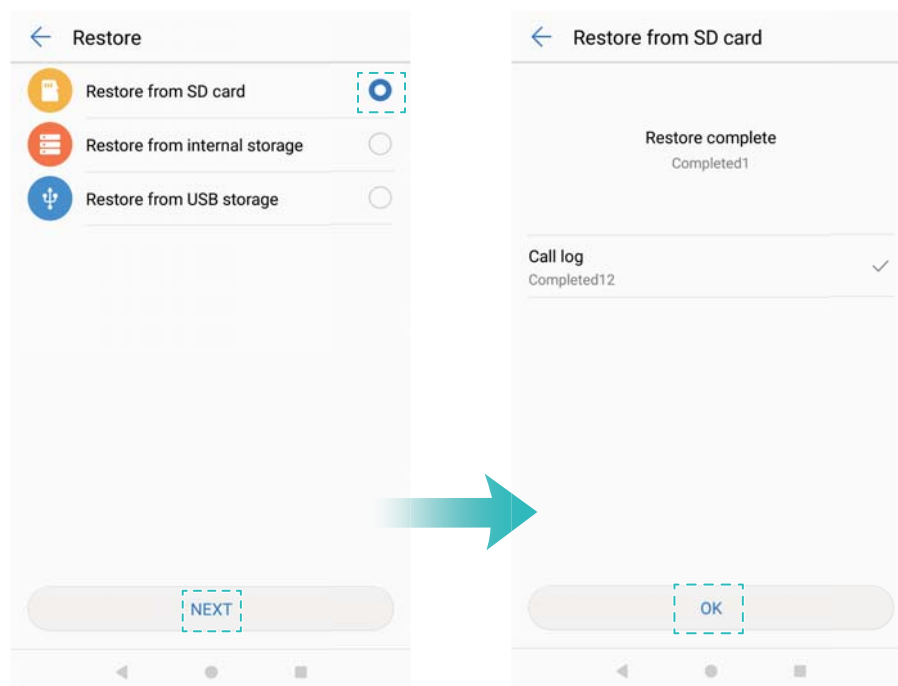 Restore
Restore from SD card
Restore from internal storage
Restore from USB storage
NEXT
Restore from SD card
Restore complete
Completed1
Call log
Completed12
OK